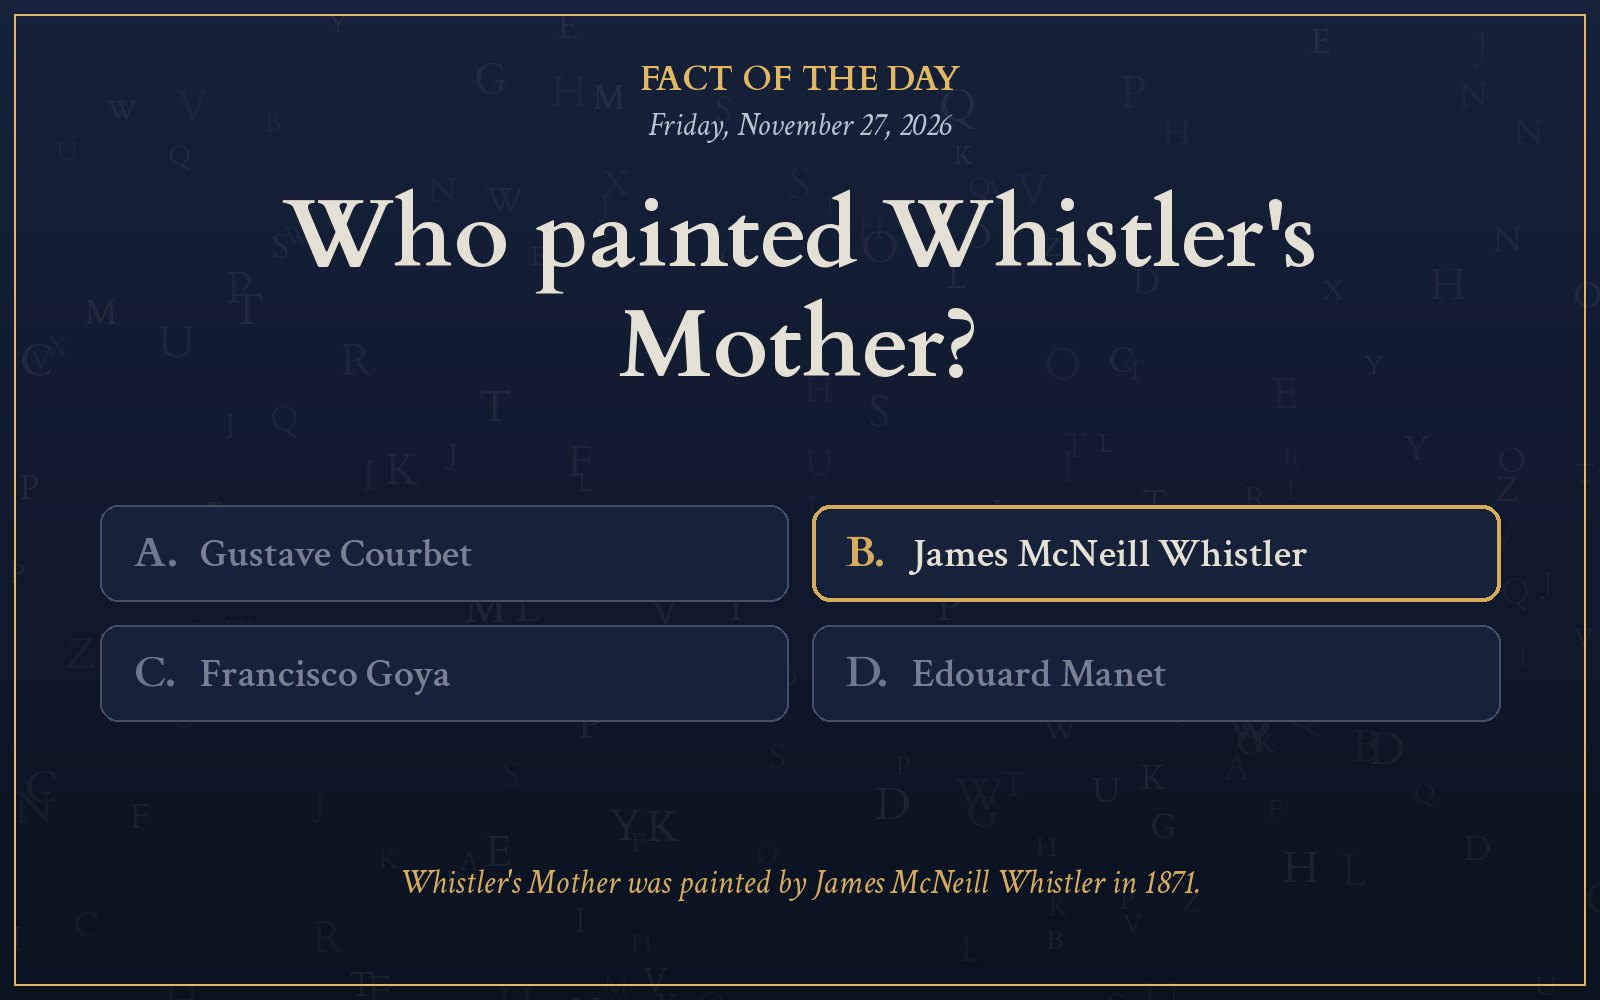 FACT OF THE DAY
Friday, November 27, 2026
Who painted Whistler's
Mother?
A. Gustave Courbet
B. James McNeill Whistler
C. Francisco Goya
D. Edouard Manet
Whistler's Mother was painted by James McNeill Whistler in 1871.